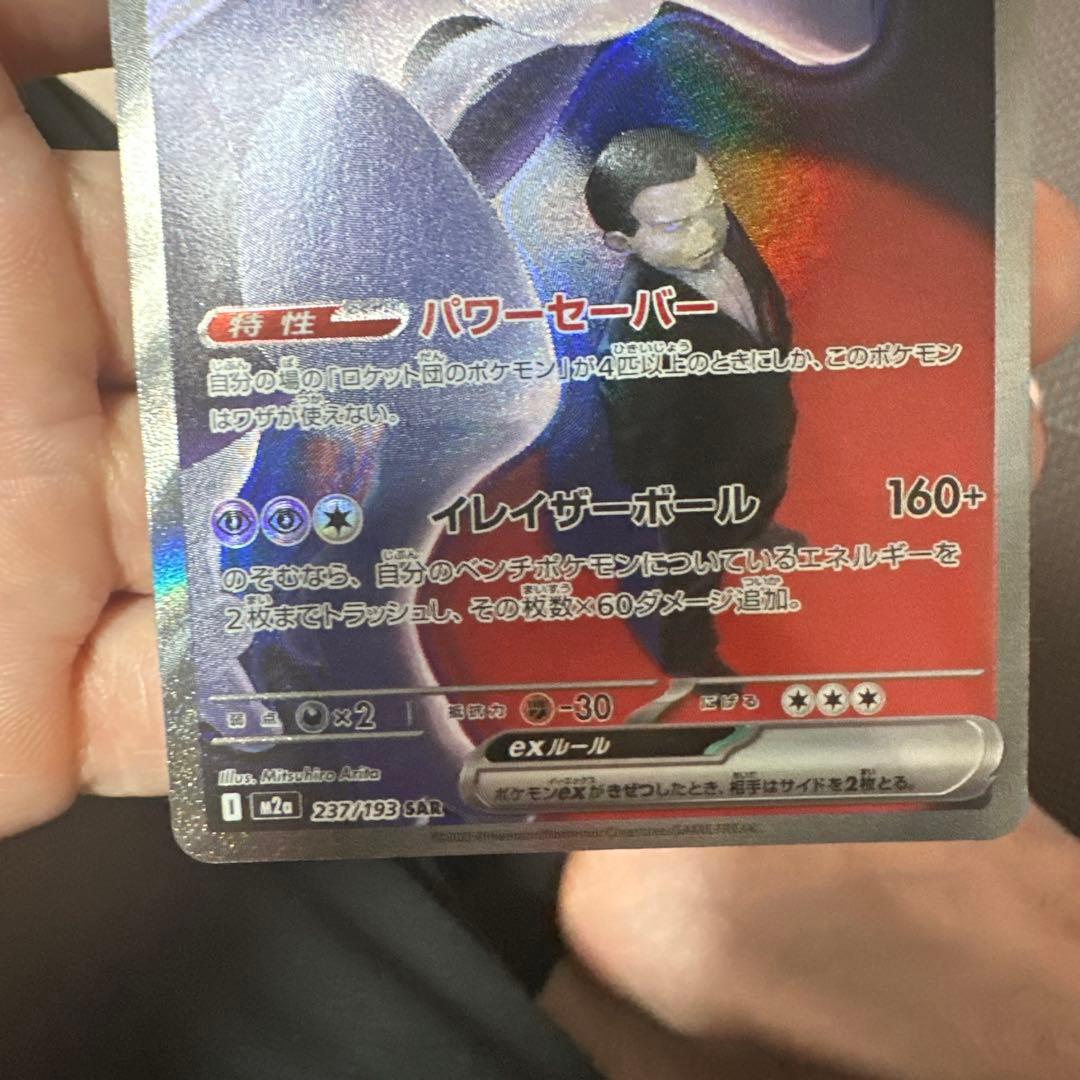 特性 パワーセーバー
自分の場の「ロケット団のポケモン」が4匹以上のときにしか、このポケモン
はワザが使えない。
イレイザーボール 160+
のぞむなら、自分のベンチポケモンについているエネルギーを
2枚までトラッシュし、その枚数×60ダメージ追加。
弱点 ×2 抵抗力 -30 にげる
exルール
ポケモンexがきぜつしたとき、相手はサイドを2枚とる。
Illus. Mitsuhiro Arita
I M2a 237/193 SAR